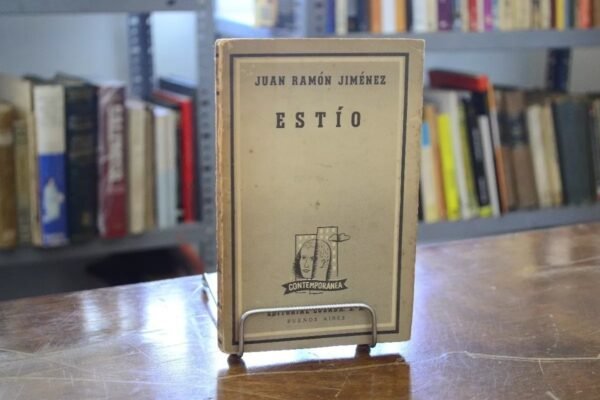 JUAN RAMÓN JIMÉNEZ
ESTÍO
CONTEMPORÁNEA
EDITORIAL LOSADA, S. A.
BUENOS AIRES